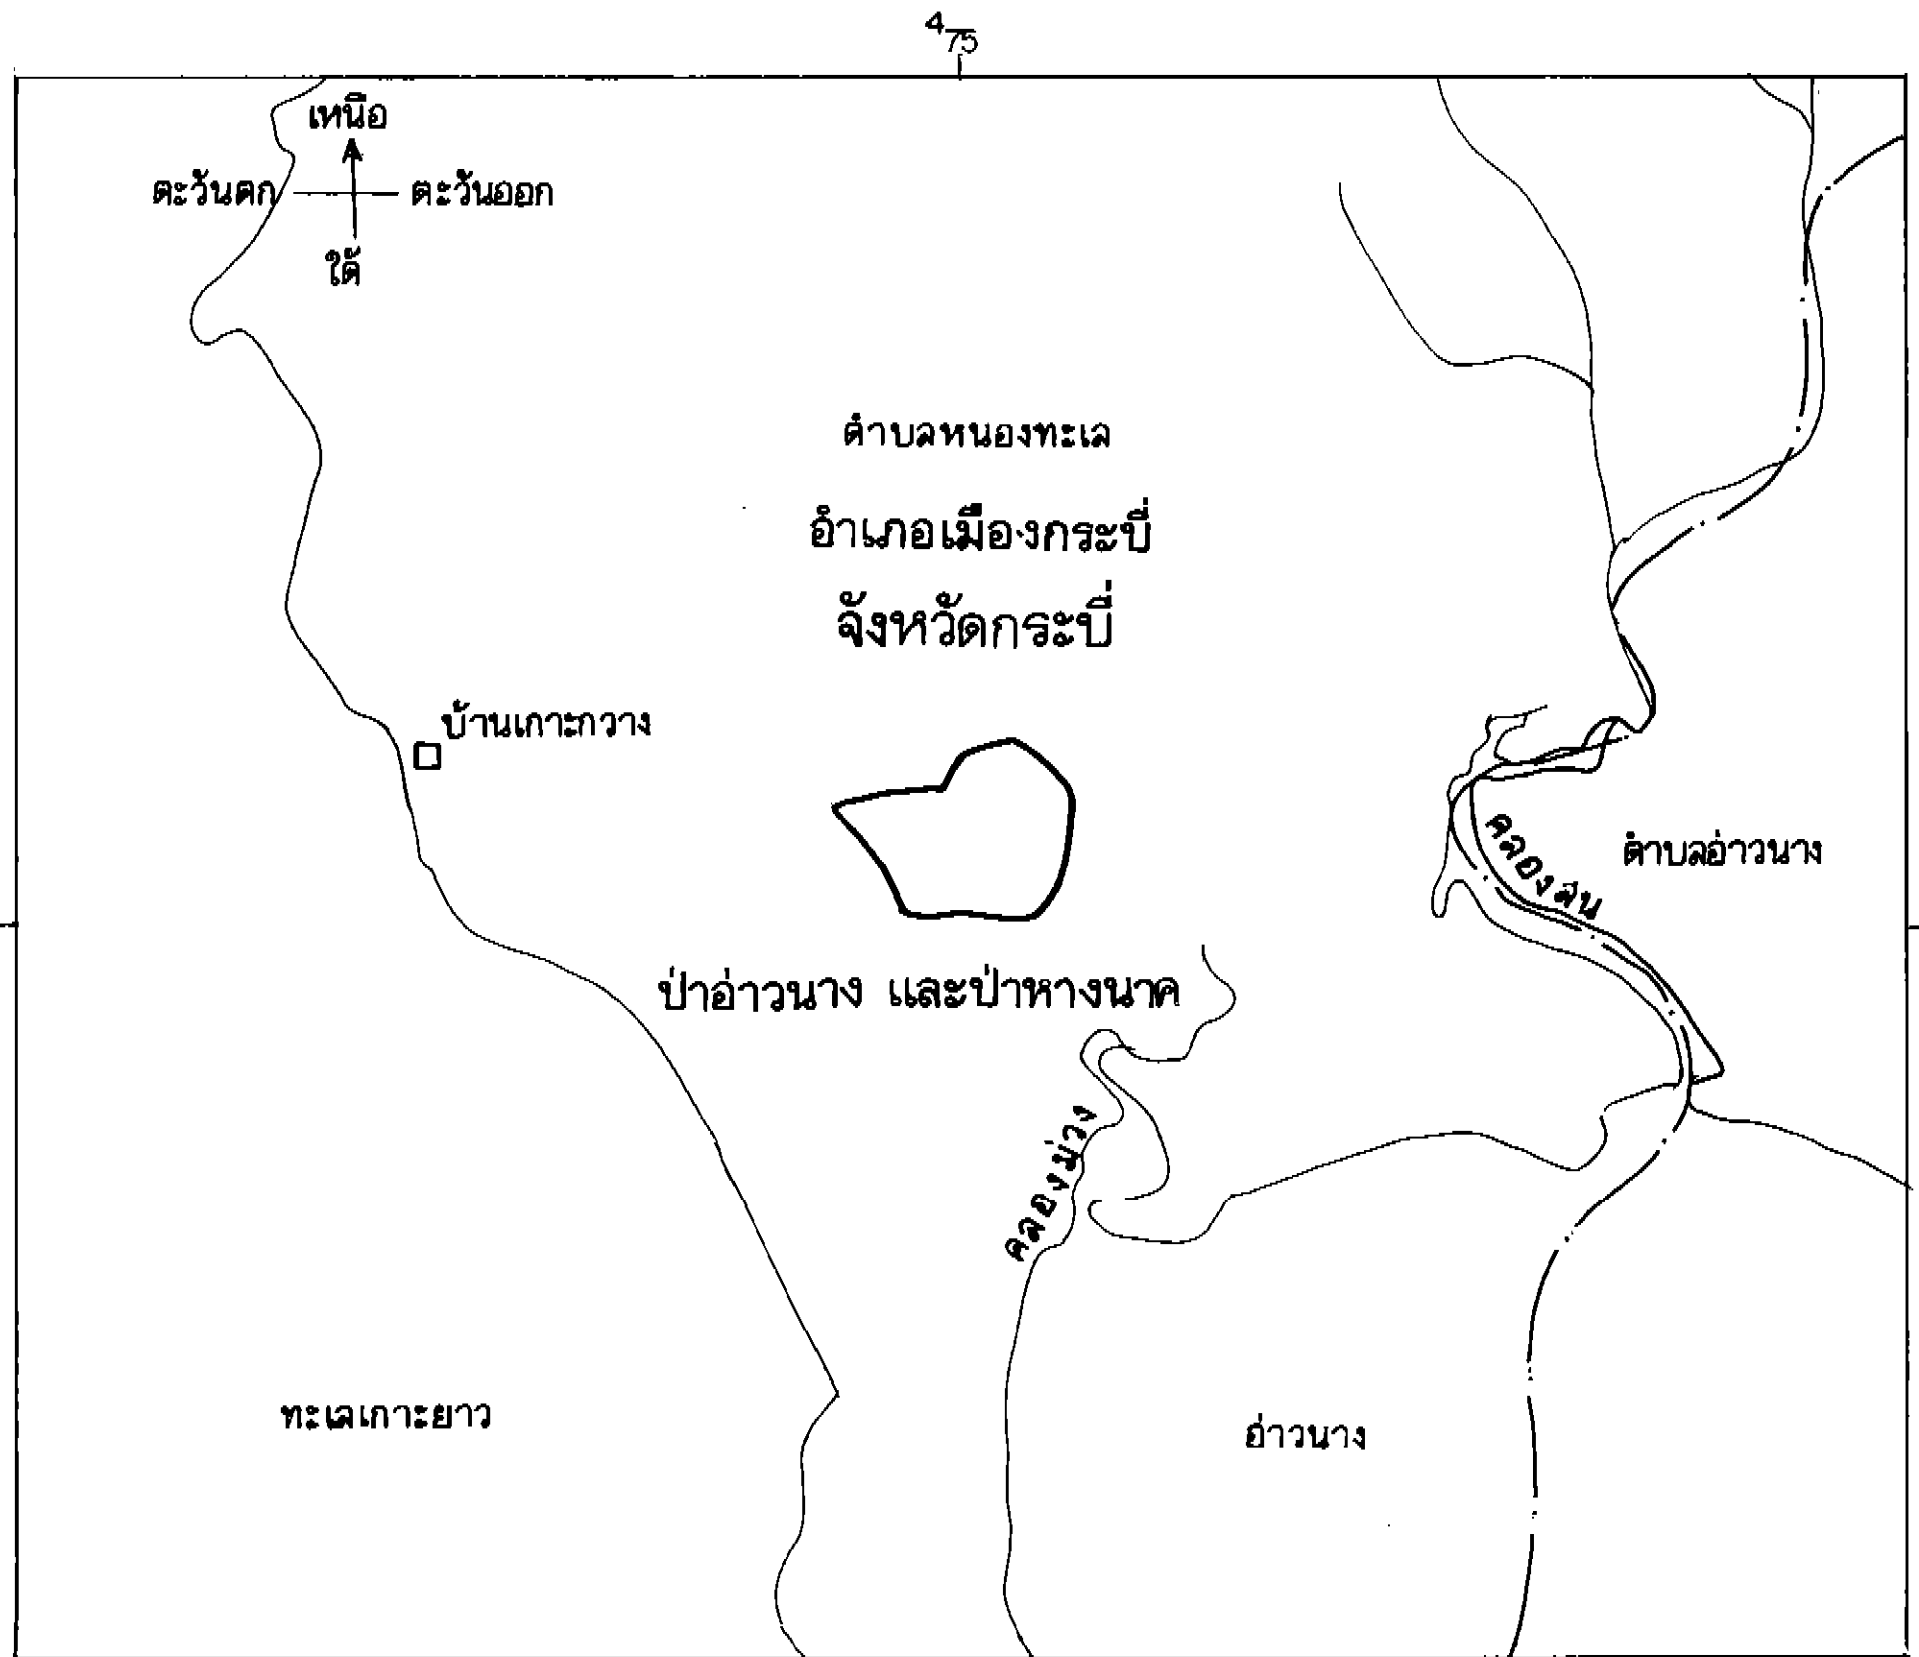 475
เหนือ
ตะวันตก
ตะวันออก
ใต้
ตำบลหนองทะเล
อำเภอเมืองกระบี่
จังหวัดกระบี่
บ้านเกาะกวาง
คลองสน
ตำบลอ่าวนาง
ป่าอ่าวนาง และป่าหางนาค
คลองม่วง
ทะเลเกาะยาว
อ่าวนาง